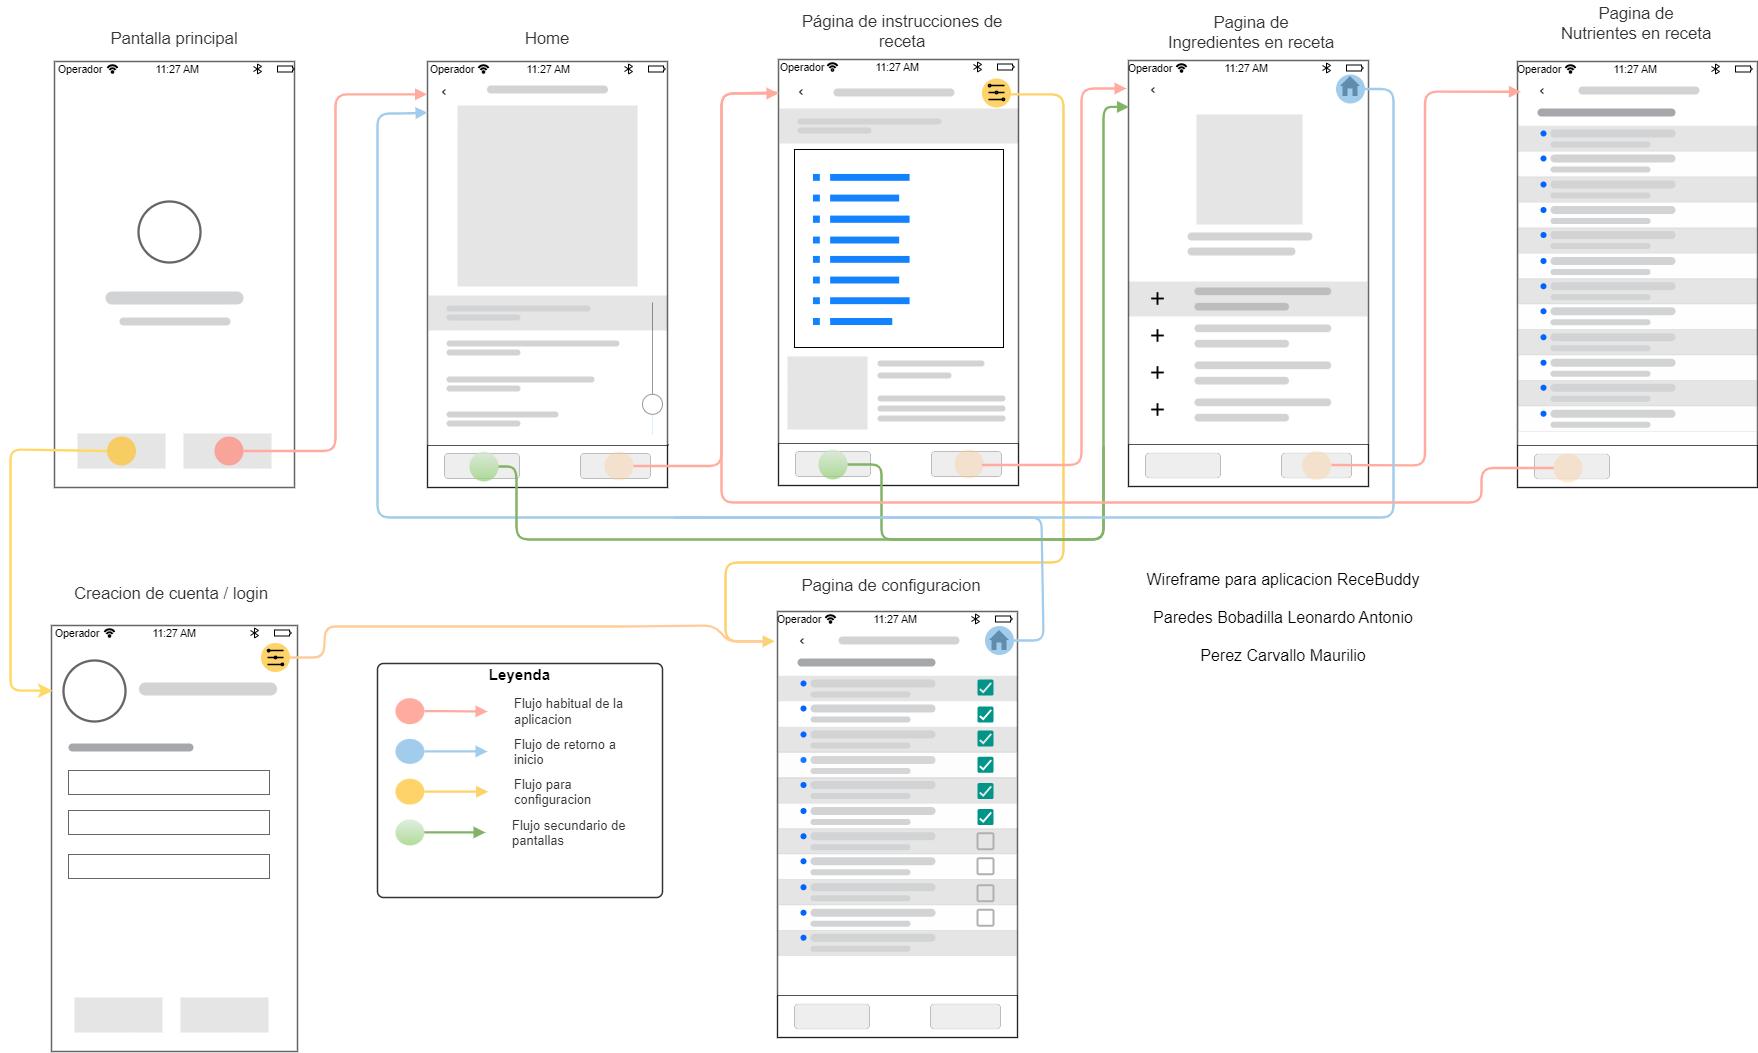 Pantalla principal
Operador 11:27 AM
Home
Operador 11:27 AM
Página de instrucciones de
receta
Operador 11:27 AM
Pagina de
Ingredientes en receta
Operador 11:27 AM
Pagina de
Nutrientes en receta
Operador 11:27 AM
Creacion de cuenta / login
Operador 11:27 AM
Leyenda
Flujo habitual de la
aplicacion
Flujo de retorno a
inicio
Flujo para
configuracion
Flujo secundario de
pantallas
Pagina de configuracion
Operador 11:27 AM
Wireframe para aplicacion ReceBuddy
Paredes Bobadilla Leonardo Antonio
Perez Carvallo Maurilio